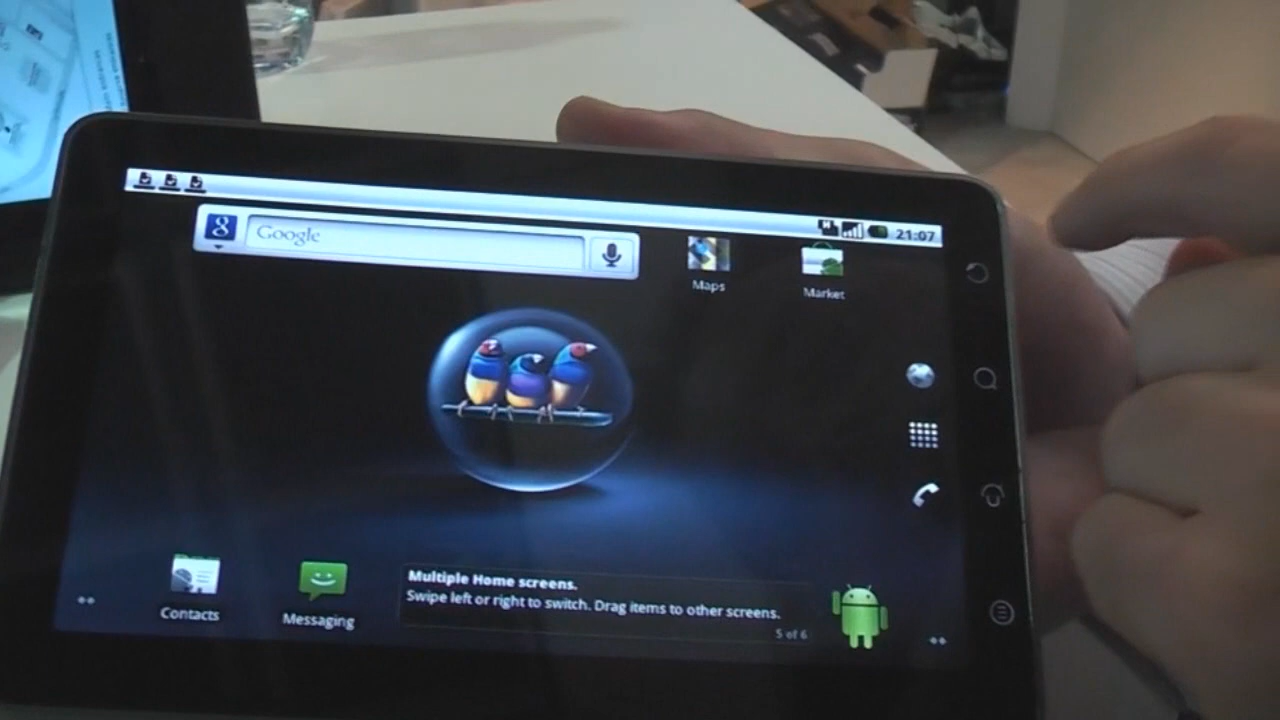 21:07
8 Google
Maps
Market
Contacts
Messaging
Multiple Home screens.
Swipe left or right to switch. Drag items to other screens.
5 of 6